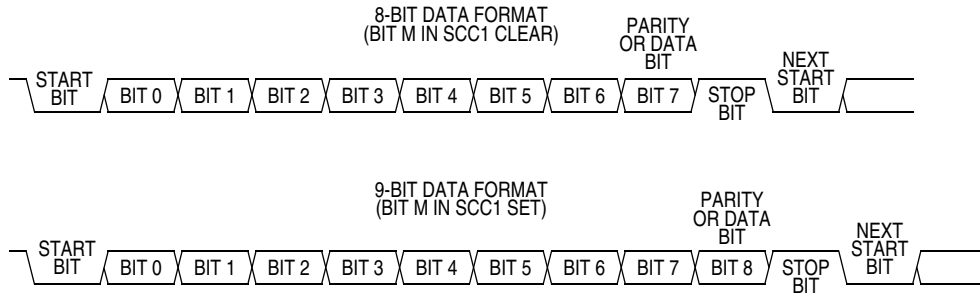 8-BIT DATA FORMAT
(BIT M IN SCC1 CLEAR)
PARITY
OR DATA
BIT
START
BIT
BIT 0
BIT 1
BIT 2
BIT 3
BIT 4
BIT 5
BIT 6
BIT 7
STOP
BIT
NEXT
START
BIT
9-BIT DATA FORMAT
(BIT M IN SCC1 SET)
PARITY
OR DATA
BIT
START
BIT
BIT 0
BIT 1
BIT 2
BIT 3
BIT 4
BIT 5
BIT 6
BIT 7
BIT 8
STOP
BIT
NEXT
START
BIT